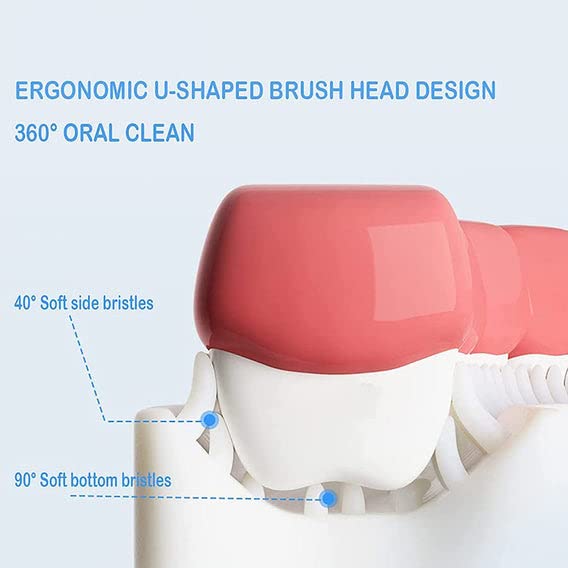 ERGONOMIC U-SHAPED BRUSH HEAD DESIGN
360° ORAL CLEAN
40° Soft side bristles
90° Soft bottom bristles